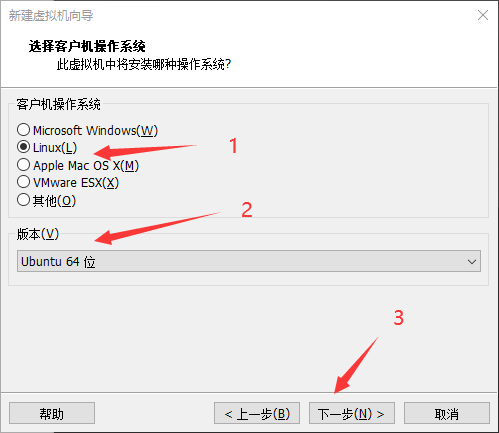 新建虚拟机向导
选择客户机操作系统
此虚拟机中将安装哪种操作系统?
客户机操作系统
Microsoft Windows(W)
1
Linux(L)
Apple Mac OS X(M)
VMware ESX(X)
其他(O)
2
版本(V)
Ubuntu 64 位
3
帮助
< 上一步(B)
下一步(N) >
取消